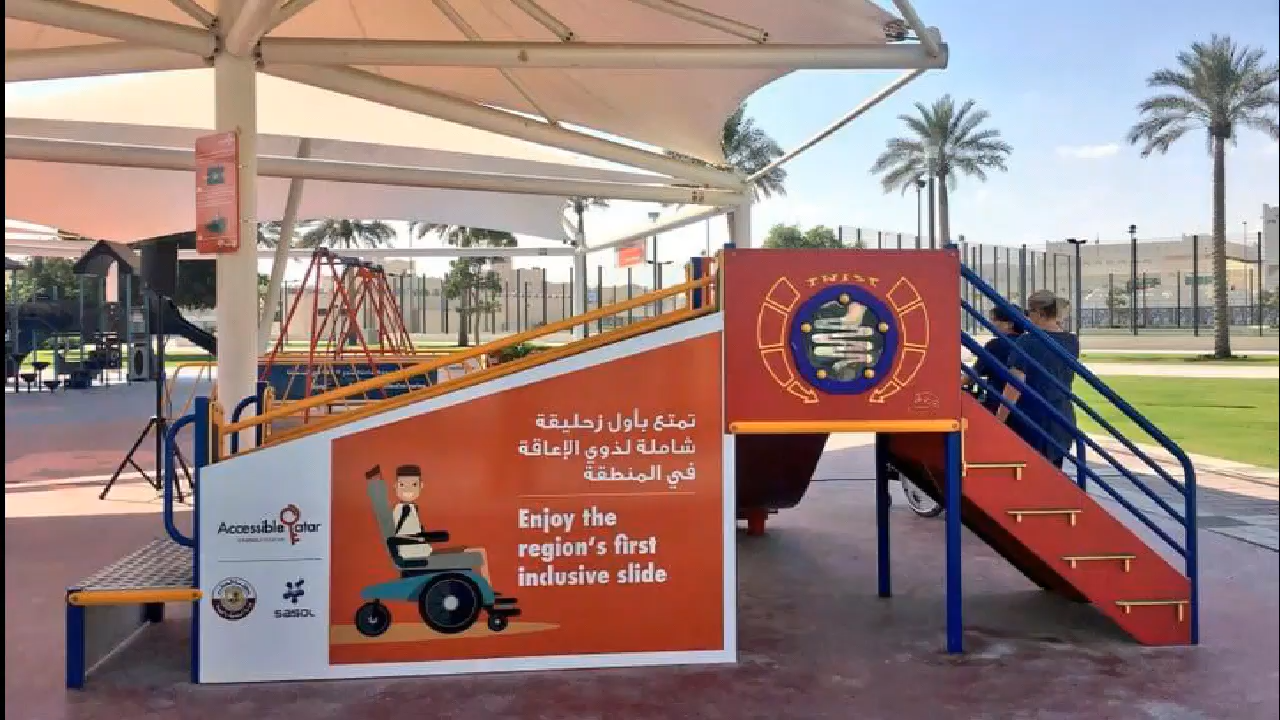 TWIST
تمتع بأول زحليقة
شاملة لذوي الإعاقة
في المنطقة
Enjoy the
region's first
inclusive slide
Accessible Qatar
sasol